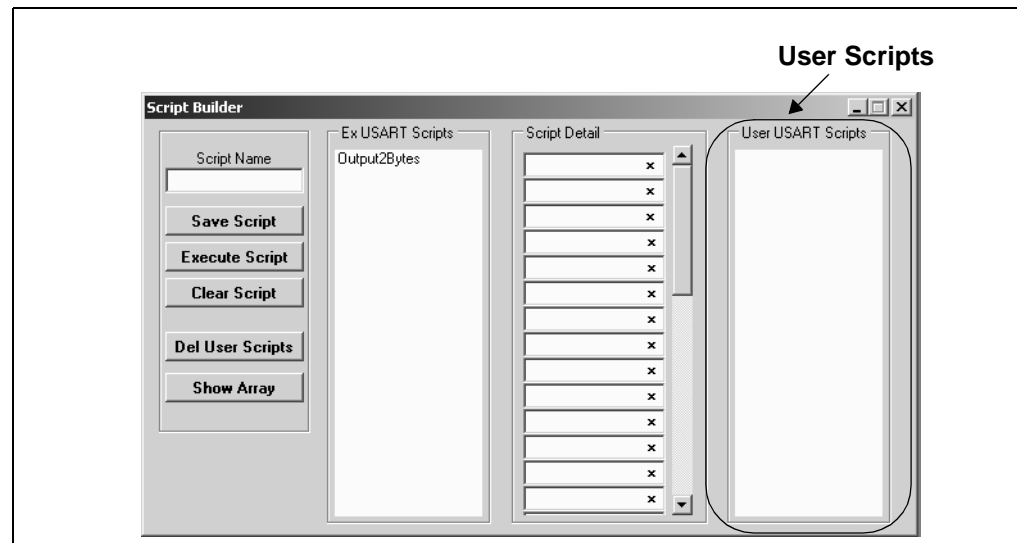 User Scripts
Script Builder
Script Name
Save Script
Execute Script
Clear Script
Del User Scripts
Show Array
Ex USART Scripts
Output2Bytes
Script Detail
x
x
x
x
x
x
x
x
x
x
x
x
x
x
User USART Scripts